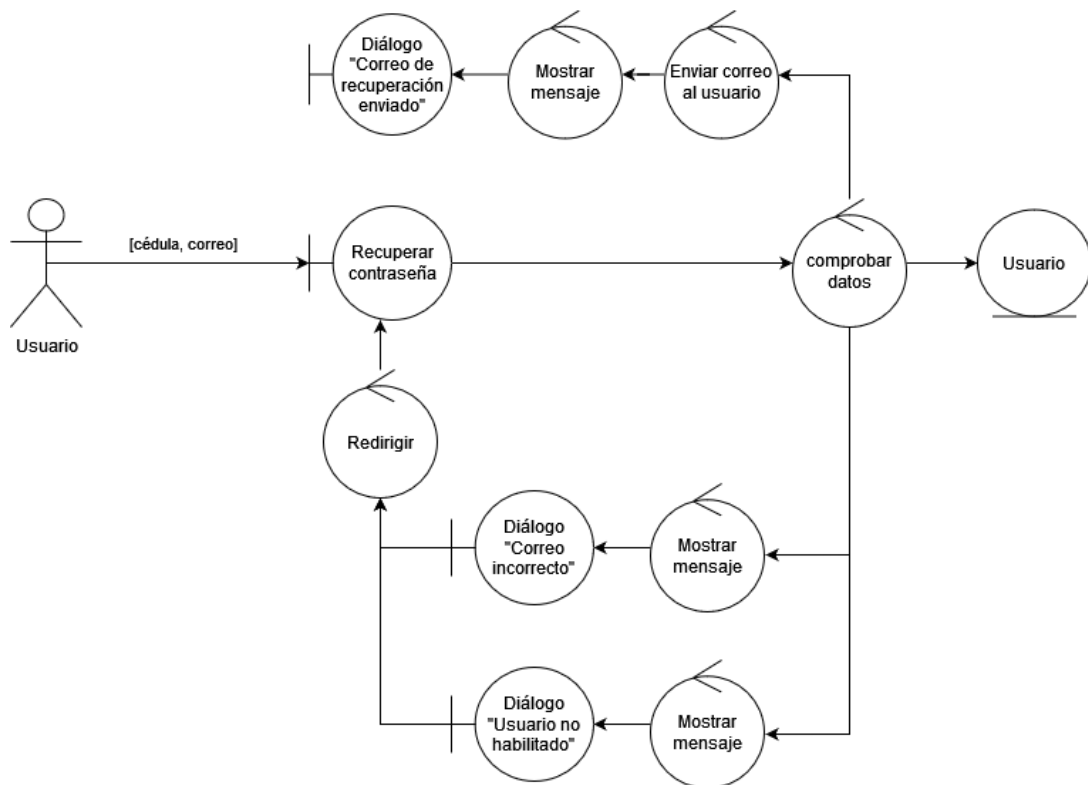 Diálogo
"Correo de
recuperación
enviado"
Mostrar
mensaje
Enviar correo
al usuario
[cédula, correo]
Recuperar
contraseña
comprobar
datos
Usuario
Usuario
Redirigir
Diálogo
"Correo
incorrecto"
Mostrar
mensaje
Diálogo
"Usuario no
habilitado"
Mostrar
mensaje